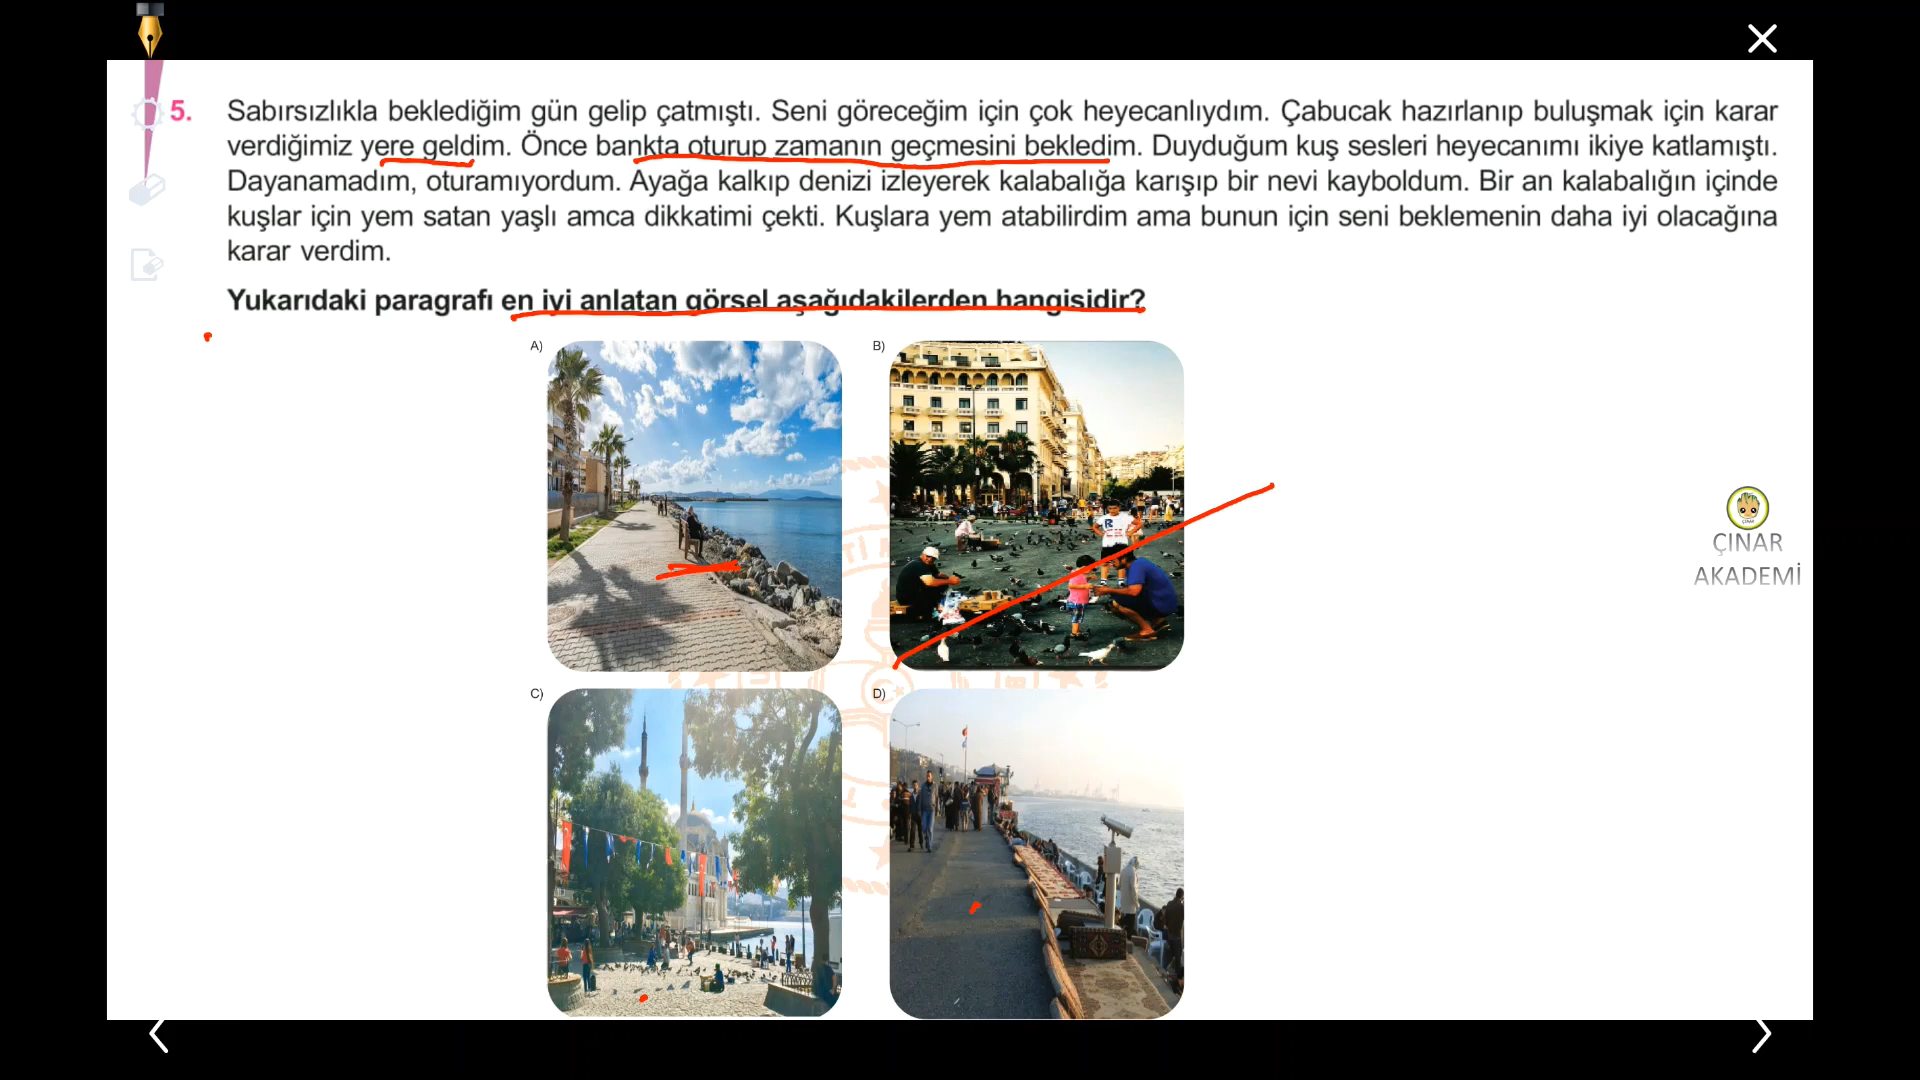 5. Sabırsızlıkla beklediğim gün gelip çatmıştı. Seni göreceğim için çok heyecanlıydım. Çabucak hazırlanıp buluşmak için karar
verdiğimiz yere geldim. Önce bankta oturup zamanın geçmesini bekledim. Duyduğum kuş sesleri heyecanımı ikiye katlamıştı.
Dayanamadım, oturamıyordum. Ayağa kalkıp denizi izleyerek kalabalığa karışıp bir nevi kayboldum. Bir an kalabalığın içinde
kuşlar için yem satan yaşlı amca dikkatimi çekti. Kuşlara yem atabilirdim ama bunun için seni beklemenin daha iyi olacağına
karar verdim.
Yukarıdaki paragrafı en iyi anlatan görsel aşağıdakilerden hangisidir?
A)
B)
R
C)
D)
ÇINAR
AKADEMİ